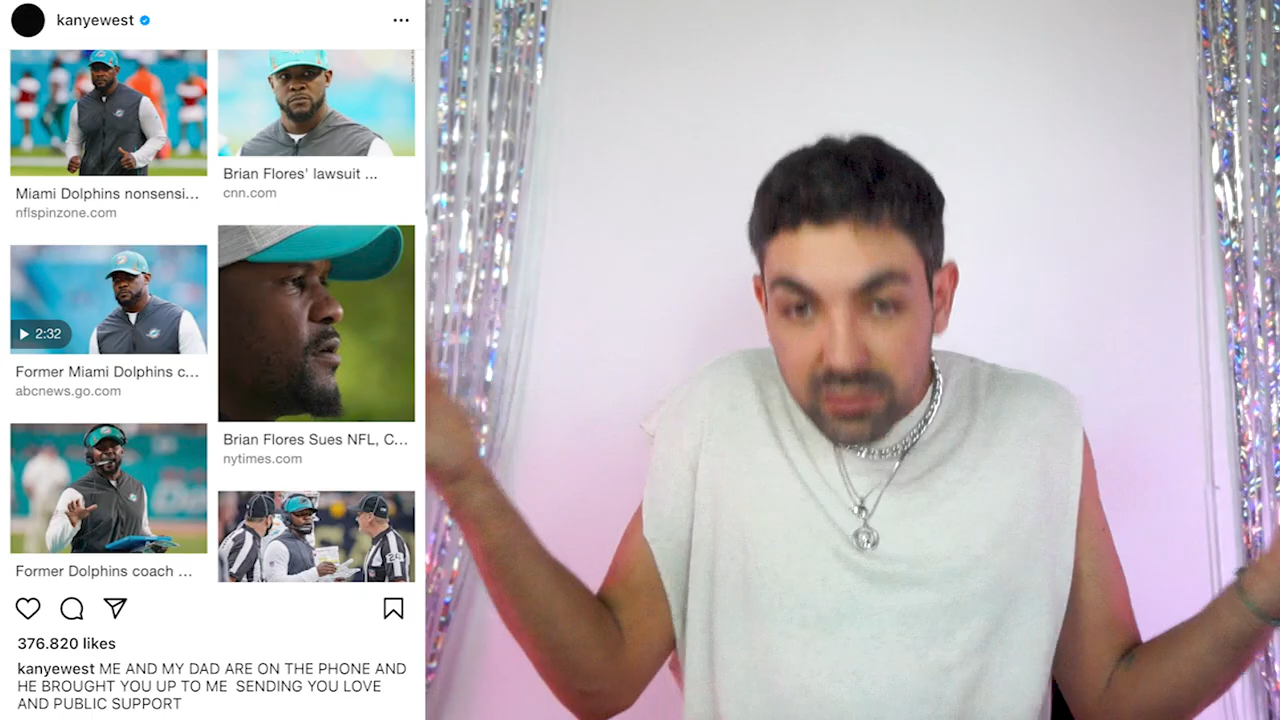 kanyewest
Miami Dolphins nonsensi...
nflspinzone.com
Brian Flores' lawsuit ...
cnn.com
2:32
Former Miami Dolphins c...
abcnews.go.com
Brian Flores Sues NFL, C...
nytimes.com
Former Dolphins coach ...
376.820 likes
kanyewest ME AND MY DAD ARE ON THE PHONE AND
HE BROUGHT YOU UP TO ME SENDING YOU LOVE
AND PUBLIC SUPPORT